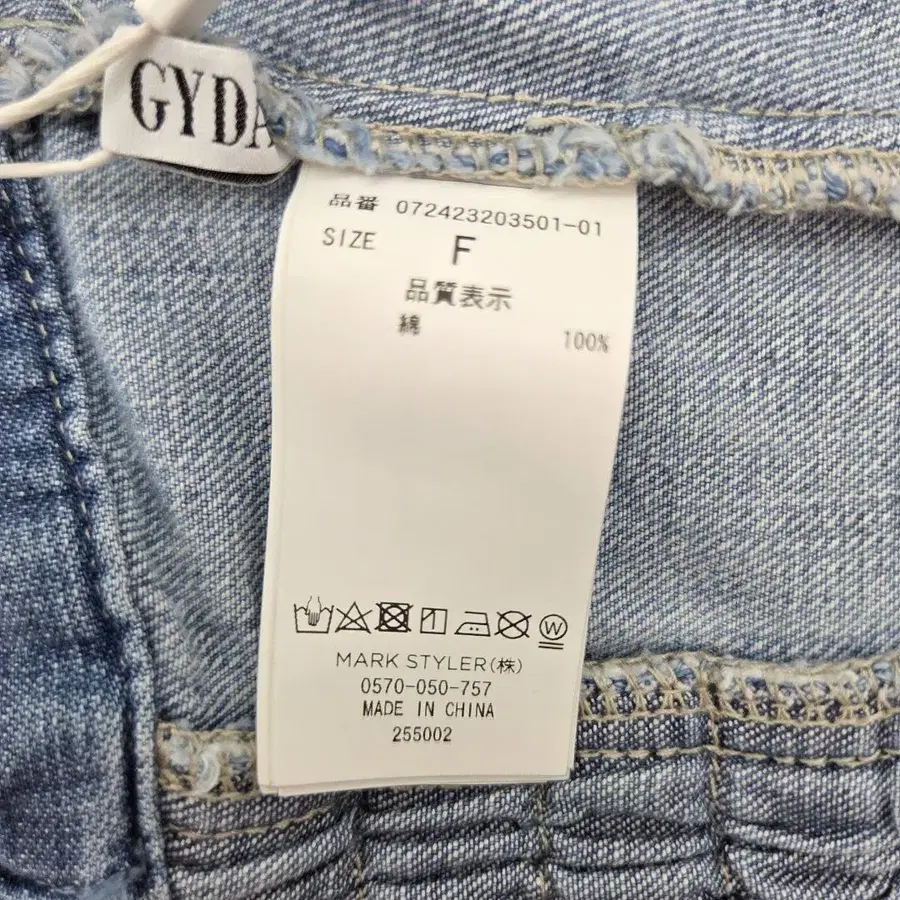 GYDA
品番 072423203501-01
SIZE F
品質表示
綿 100%
W
MARK STYLER(株)
0570-050-757
MADE IN CHINA
255002